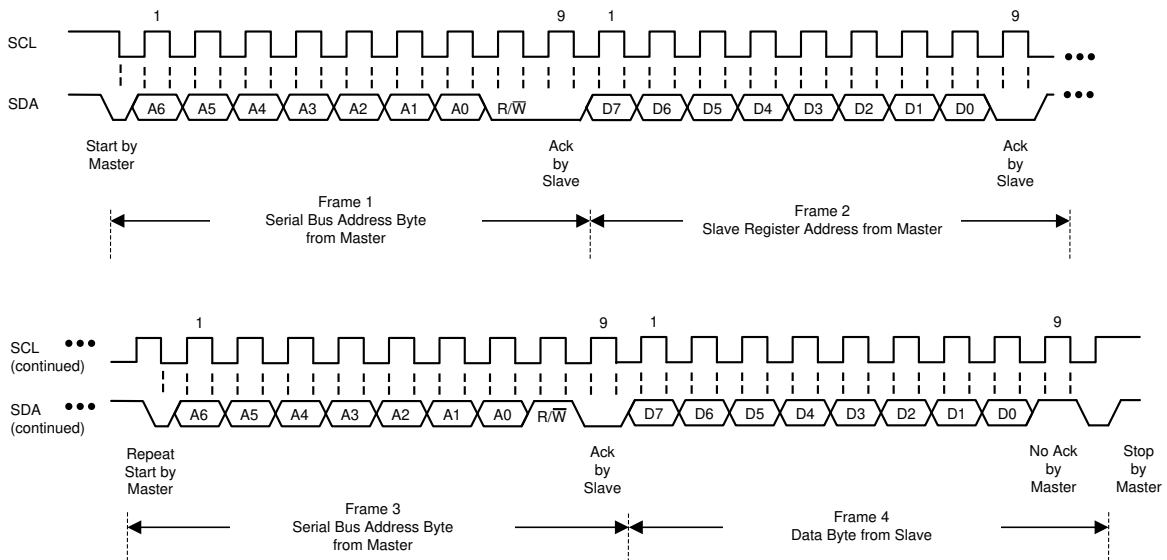 1 9 1 9
SCL
SDA A6 A5 A4 A3 A2 A1 A0 R/W̅ D7 D6 D5 D4 D3 D2 D1 D0
Start by
Master
Ack
by
Slave
Ack
by
Slave
Frame 1
Serial Bus Address Byte
from Master
Frame 2
Slave Register Address from Master
1 9 1 9
SCL
(continued)
SDA
(continued)
A6 A5 A4 A3 A2 A1 A0 R/W̅ D7 D6 D5 D4 D3 D2 D1 D0
Repeat
Start by
Master
Ack
by
Slave
No Ack
by
Master
Stop
by
Master
Frame 3
Serial Bus Address Byte
from Master
Frame 4
Data Byte from Slave